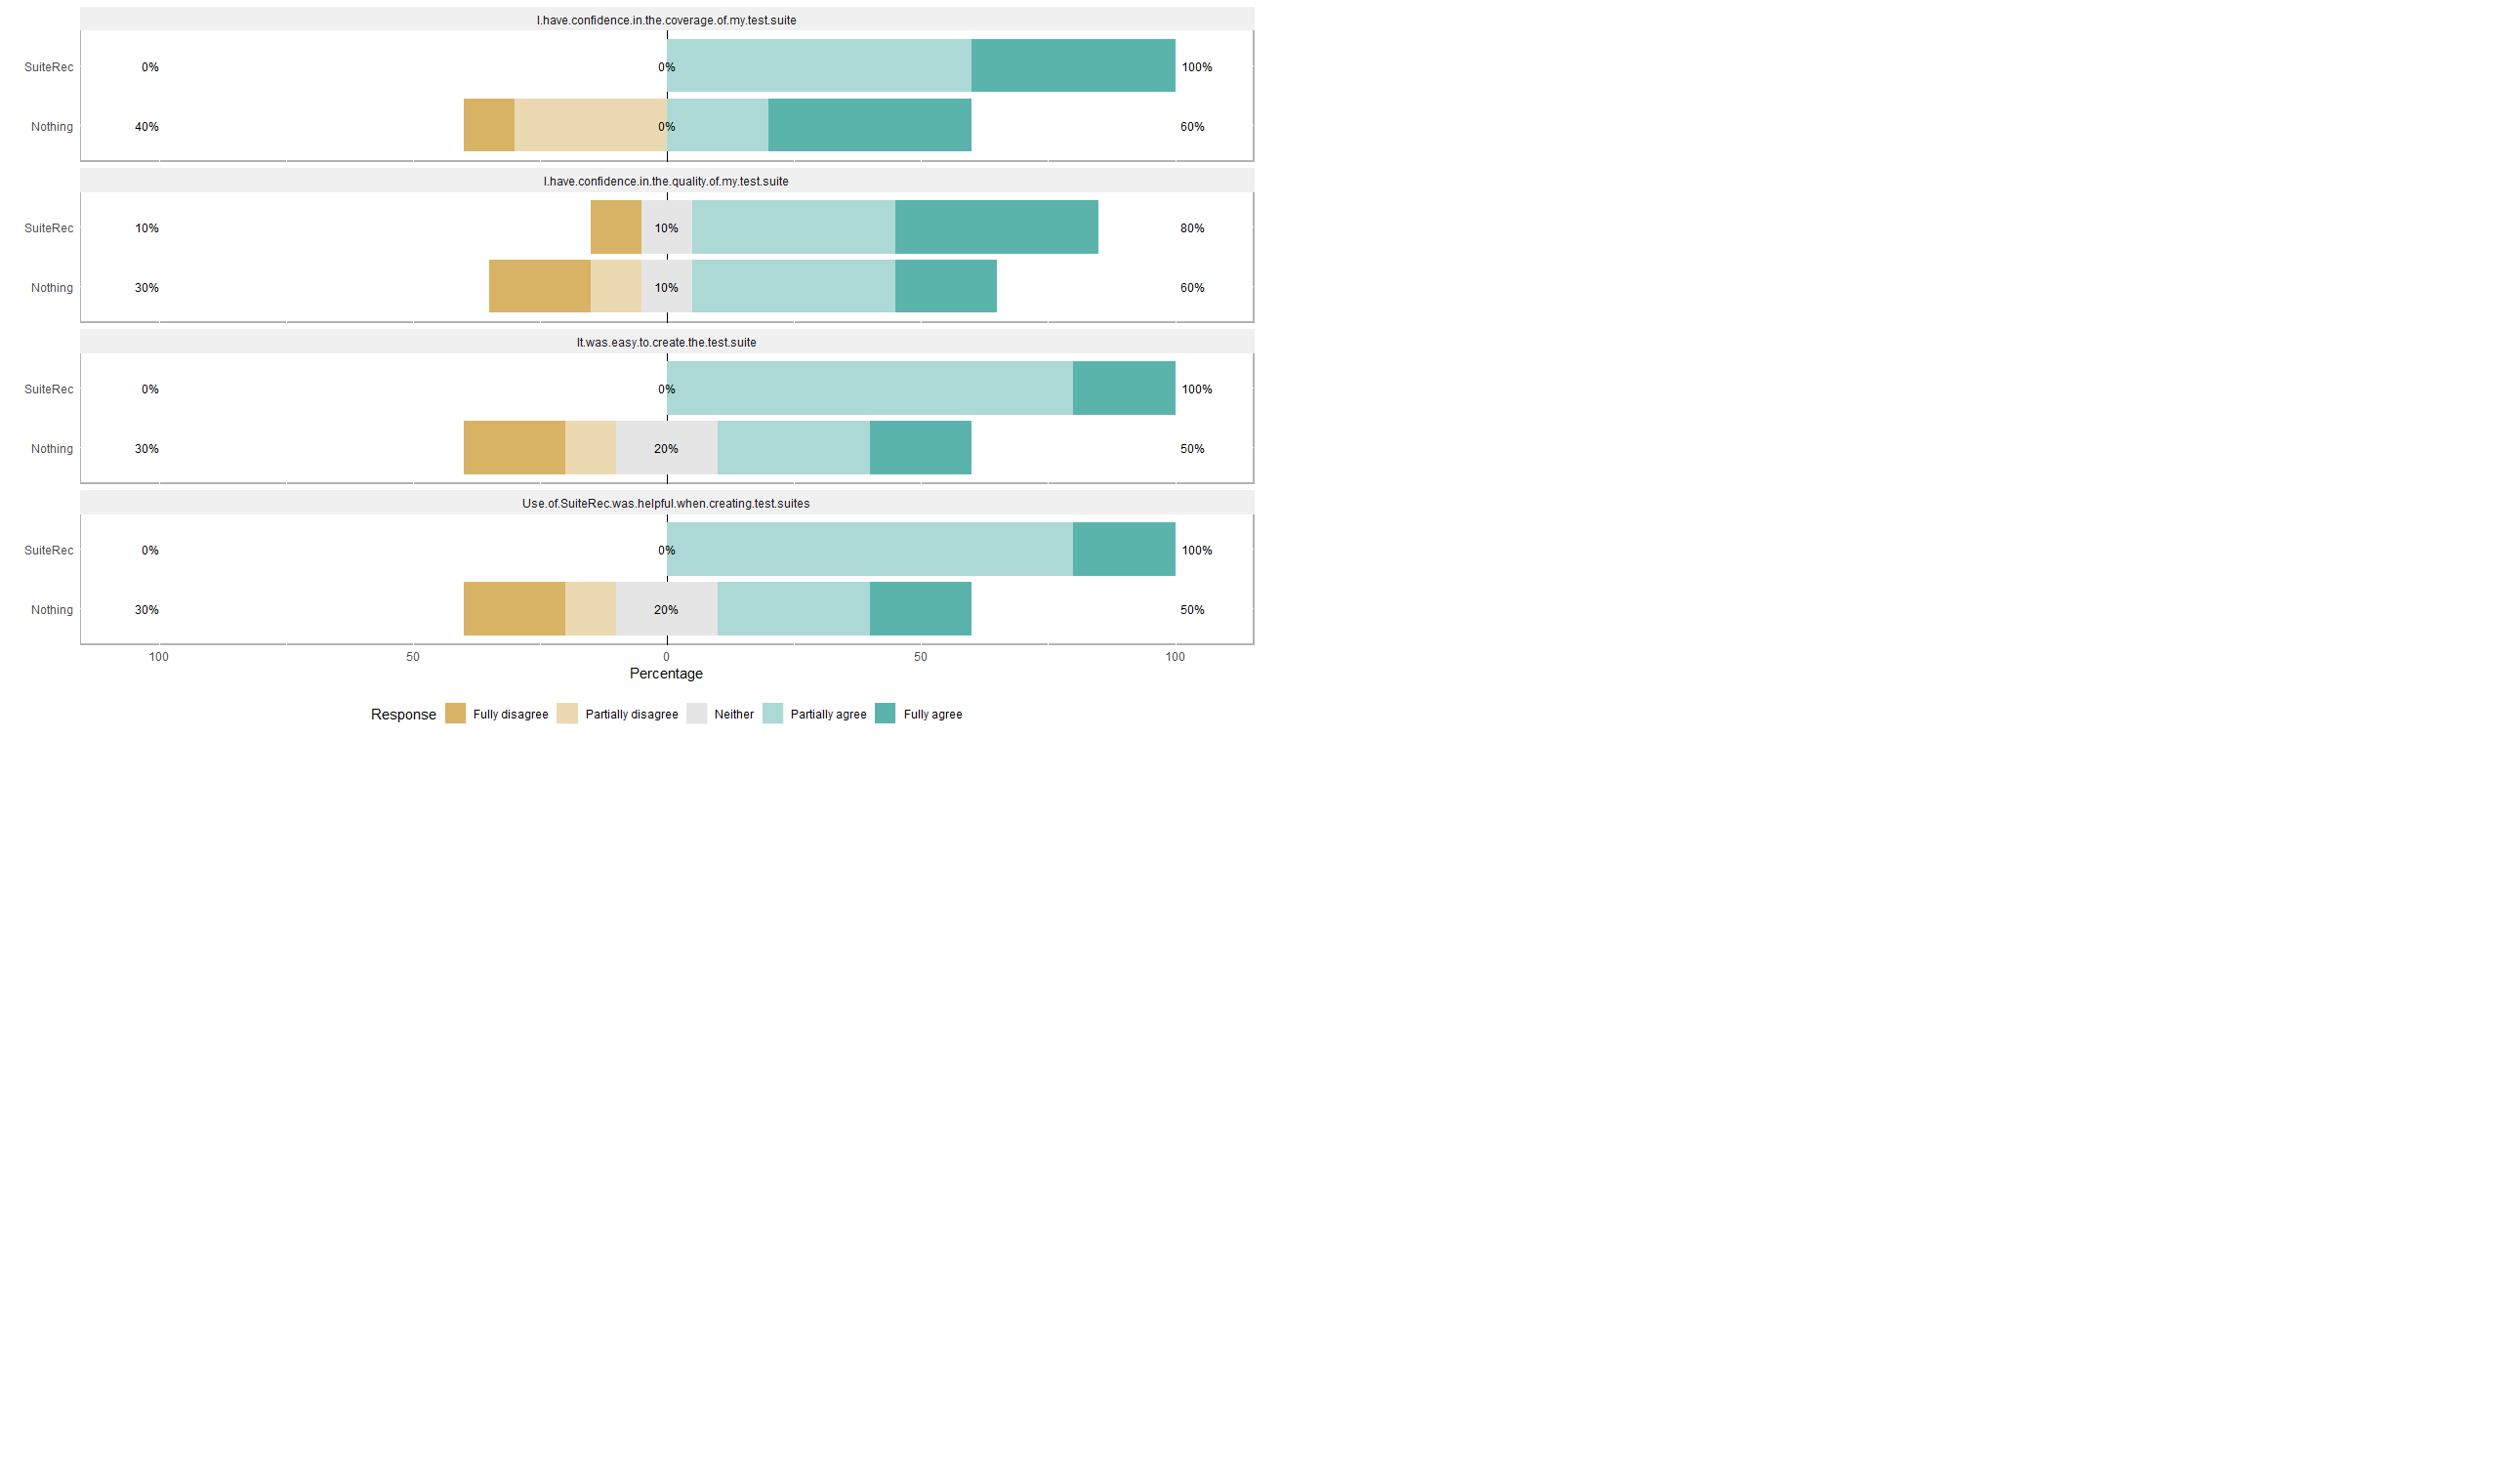 I.have.confidence.in.the.coverage.of.my.test.suite
SuiteRec 0% 0% 100%
Nothing 40% 0% 60%
I.have.confidence.in.the.quality.of.my.test.suite
SuiteRec 10% 10% 80%
Nothing 30% 10% 60%
It.was.easy.to.create.the.test.suite
SuiteRec 0% 0% 100%
Nothing 30% 20% 50%
Use.of.SuiteRec.was.helpful.when.creating.test.suites
SuiteRec 0% 0% 100%
Nothing 30% 20% 50%
100 50 0 50 100
Percentage
Response Fully disagree Partially disagree Neither Partially agree Fully agree